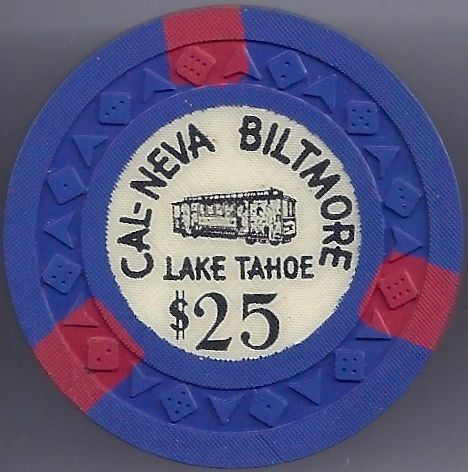 CAL-NEVA BILTMORE
LAKE TAHOE
$25